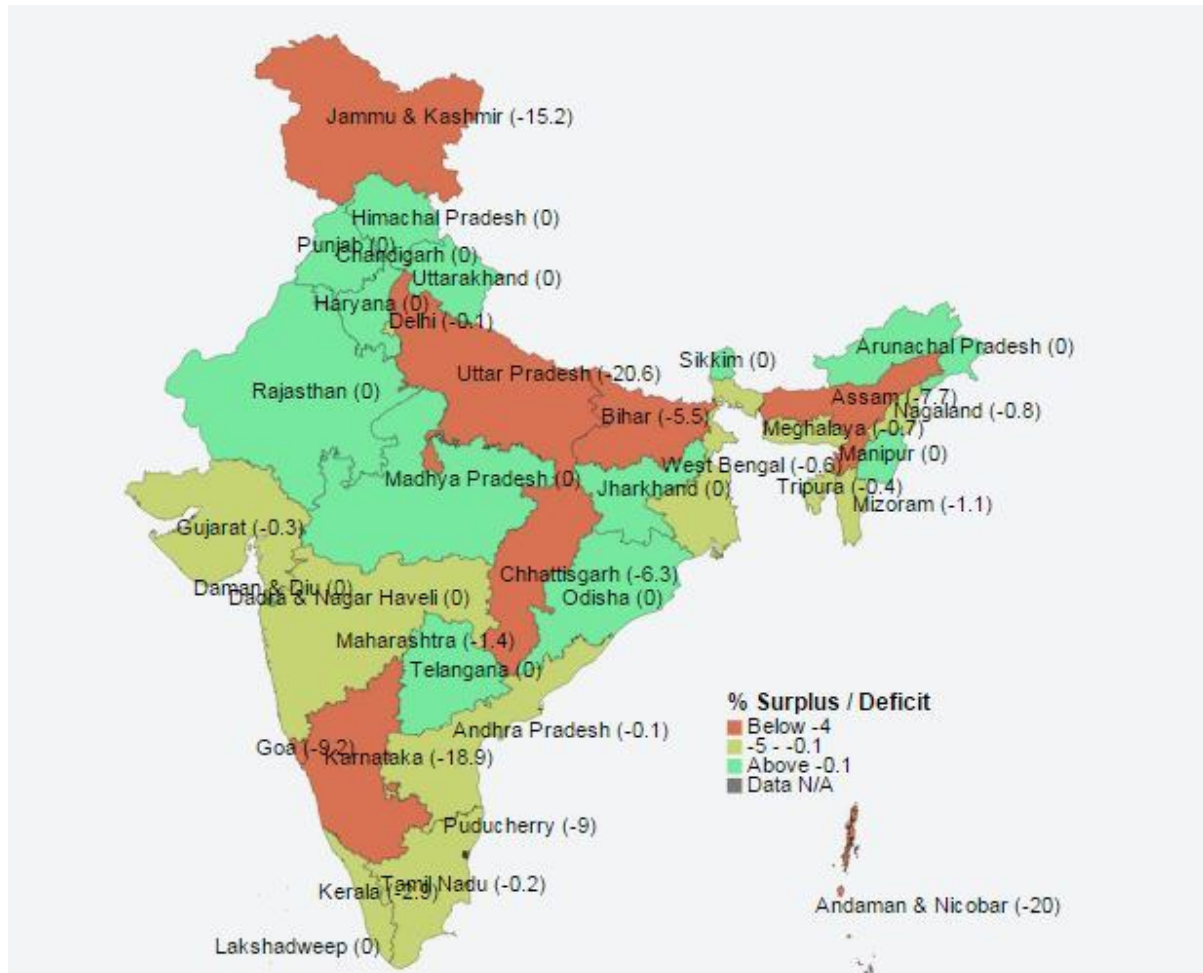 Jammu & Kashmir (-15.2)
Himachal Pradesh (0)
Punjab (0)
Chandigarh (0)
Uttarakhand (0)
Haryana (0)
Delhi (-0.1)
Sikkim (0)
Arunachal Pradesh (0)
Uttar Pradesh (-20.6)
Rajasthan (0)
Assam (-7.7)
Nagaland (-0.8)
Bihar (-5.5)
Meghalaya (-0.7)
Manipur (0)
West Bengal (-0.6)
Madhya Pradesh (0)
Jharkhand (0)
Tripura (-0.4)
Mizoram (-1.1)
Gujarat (-0.3)
Chhattisgarh (-6.3)
Daman & Diu (0)
Dadra & Nagar Haveli (0)
Odisha (0)
Maharashtra (-1.4)
Telangana (0)
% Surplus / Deficit
Below -4
-5 - -0.1
Above -0.1
Data N/A
Andhra Pradesh (-0.1)
Goa (-9.2)
Karnataka (-18.9)
Puducherry (-9)
Tamil Nadu (-0.2)
Kerala (-2.9)
Andaman & Nicobar (-20)
Lakshadweep (0)